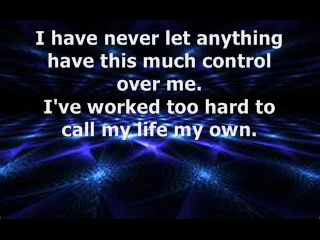 I have never let anything
have this much control
over me.
I've worked too hard to
call my life my own.